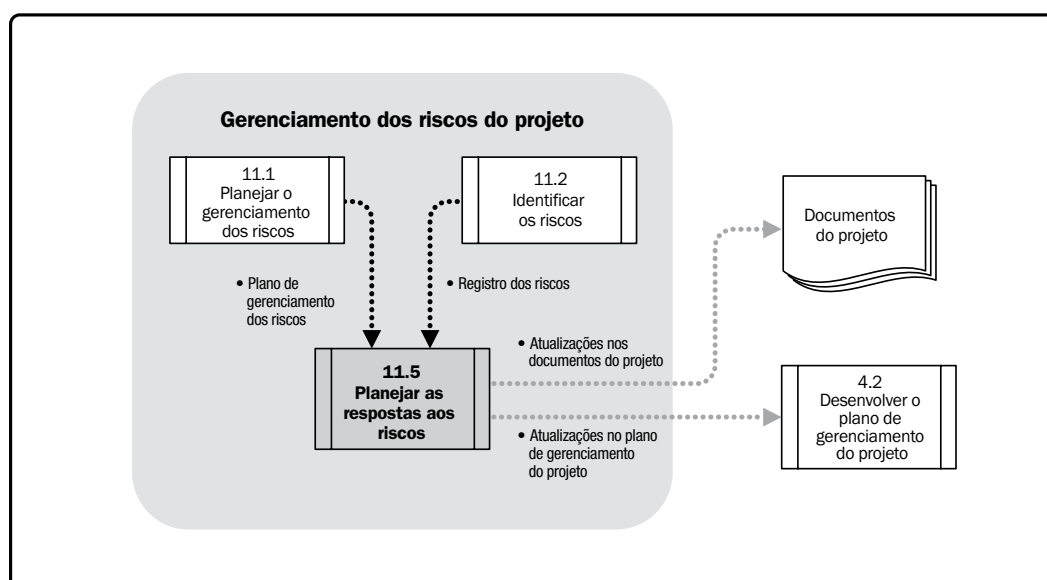 Gerenciamento dos riscos do projeto
11.1
Planejar o
gerenciamento
dos riscos
11.2
Identificar
os riscos
Documentos
do projeto
• Plano de
gerenciamento
dos riscos
• Registro dos riscos
• Atualizações nos
documentos do projeto
11.5
Planejar as
respostas aos
riscos
4.2
Desenvolver o
plano de
gerenciamento
do projeto
• Atualizações no plano
de gerenciamento
do projeto